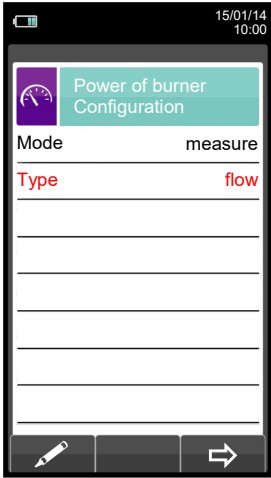 15/01/14
10:00
Power of burner
Configuration
Mode measure
Type flow